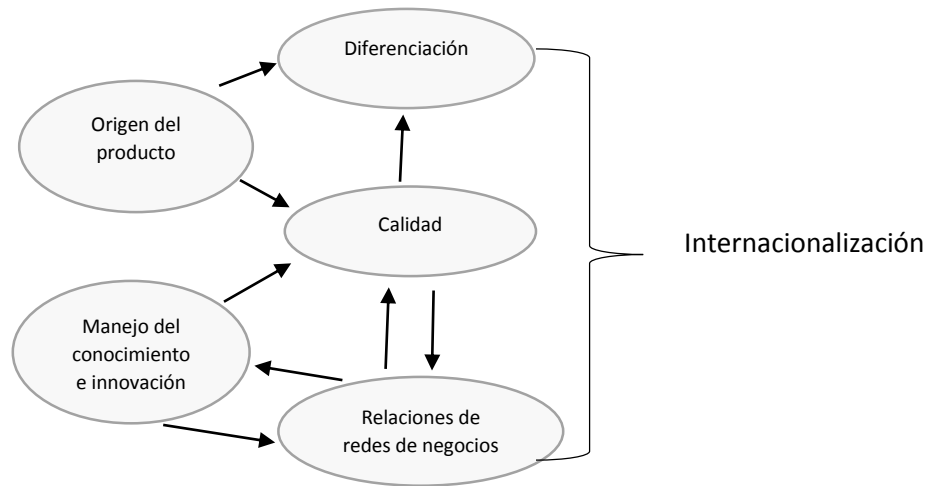 Diferenciación
Origen del
producto
Calidad
Internacionalización
Manejo del
conocimiento
e innovación
Relaciones de
redes de negocios